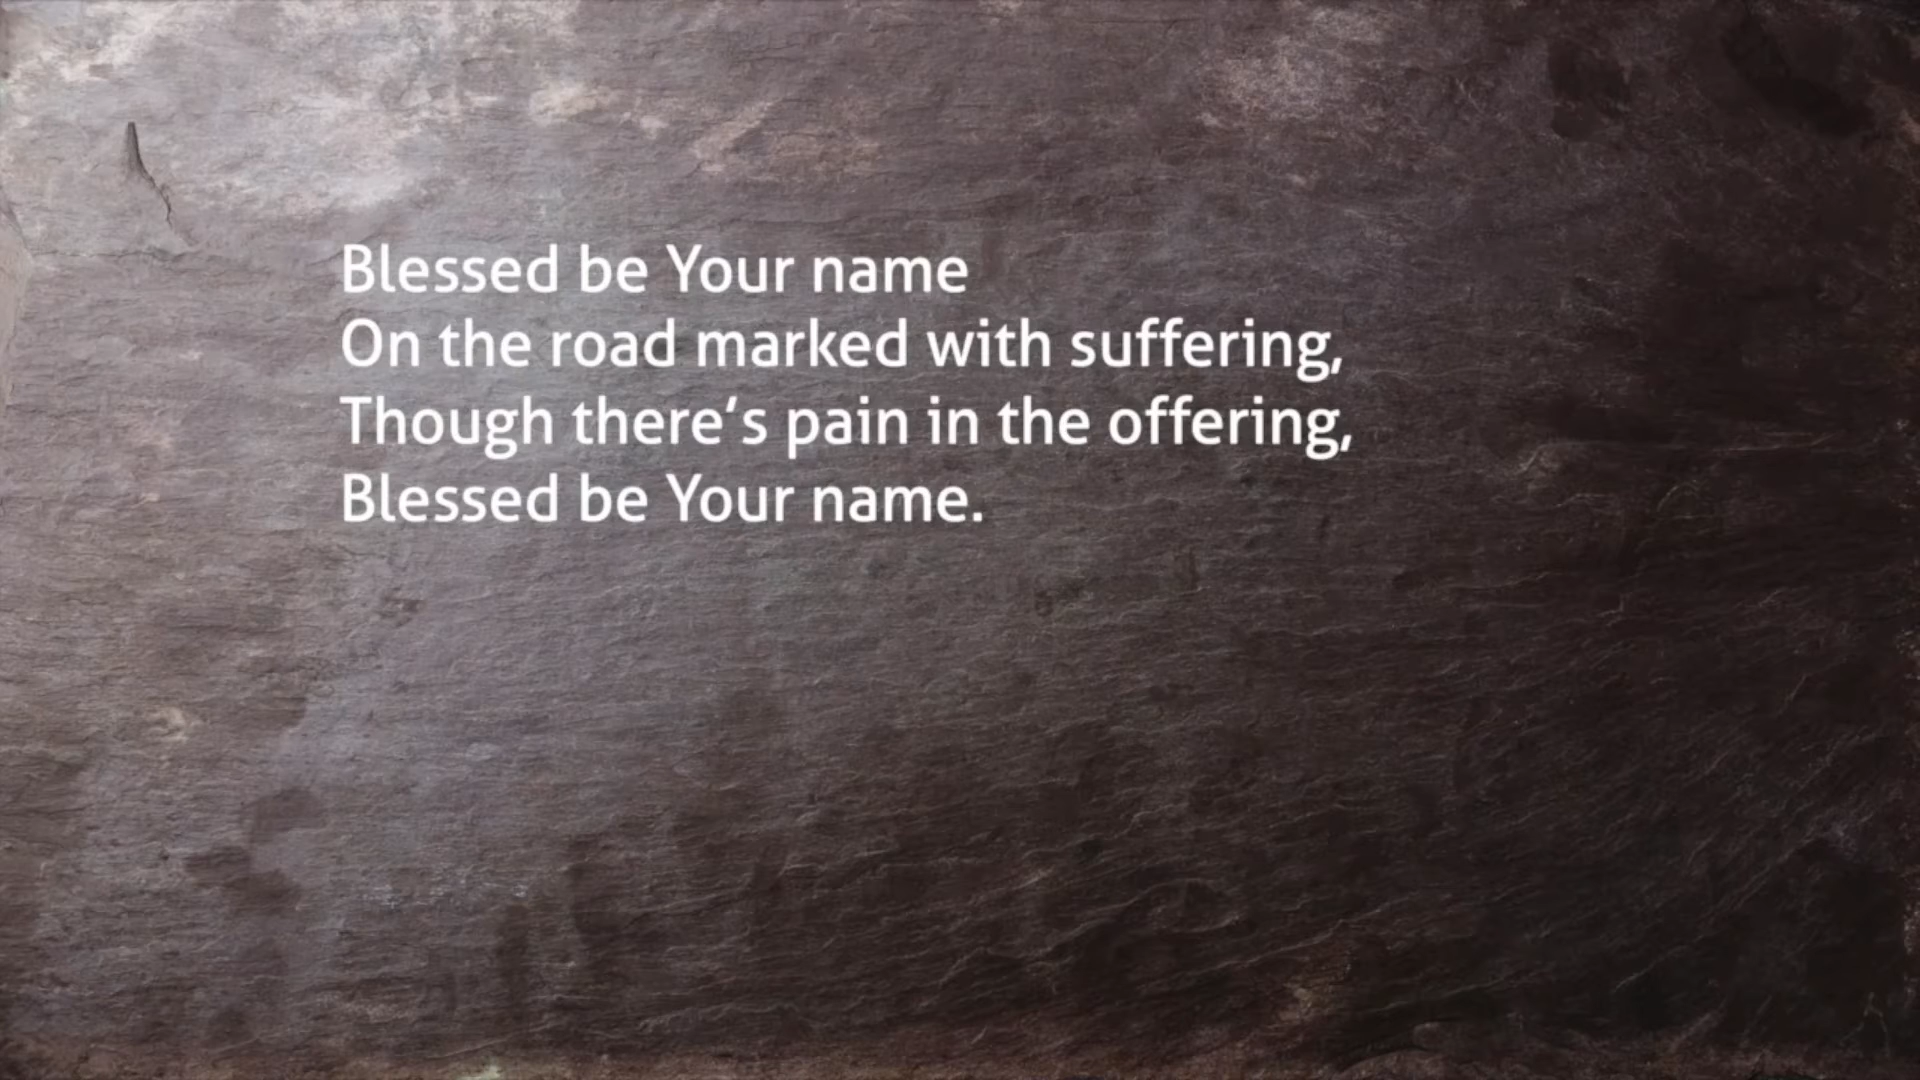 Blessed be Your name
On the road marked with suffering,
Though there‘s pain in the offering,
Blessed be Your name.